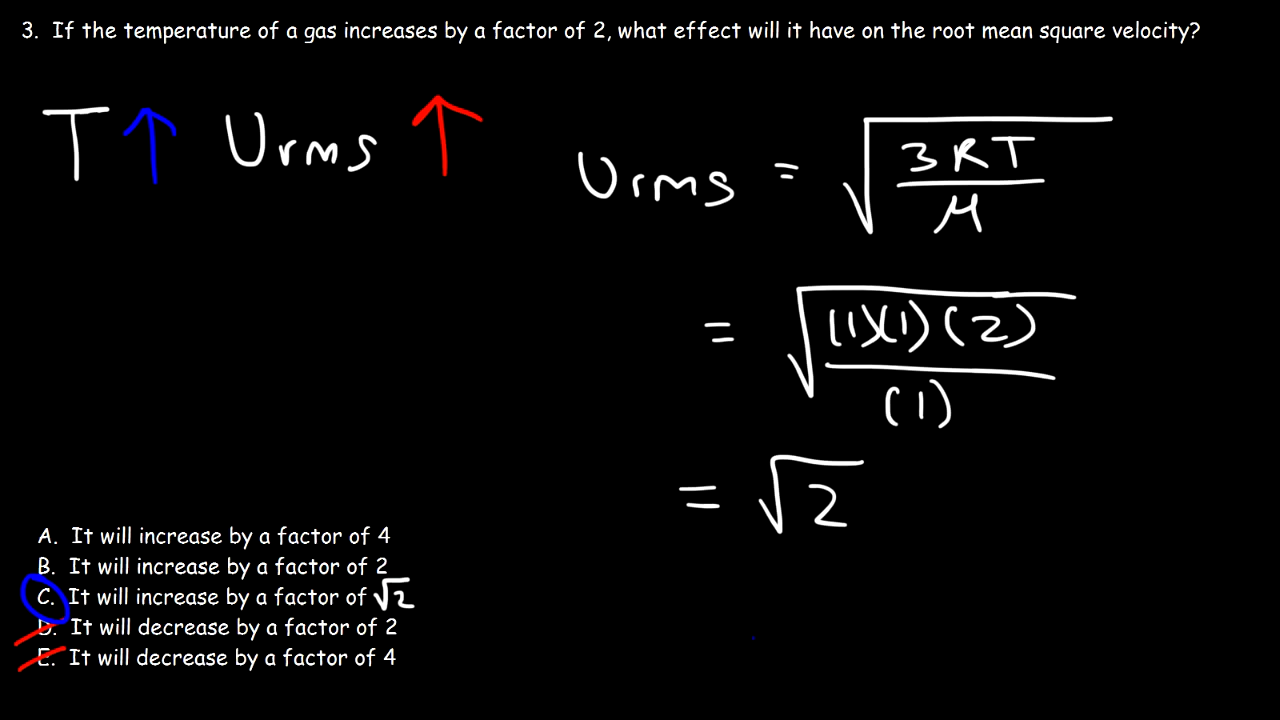 3. If the temperature of a gas increases by a factor of 2, what effect will it have on the root mean square velocity?
T ↑ Urms ↑
Urms = √(3RT/M)
= √((1)(1)(2)/(1))
= √2
A. It will increase by a factor of 4
B. It will increase by a factor of 2
C. It will increase by a factor of √2
D. It will decrease by a factor of 2
E. It will decrease by a factor of 4